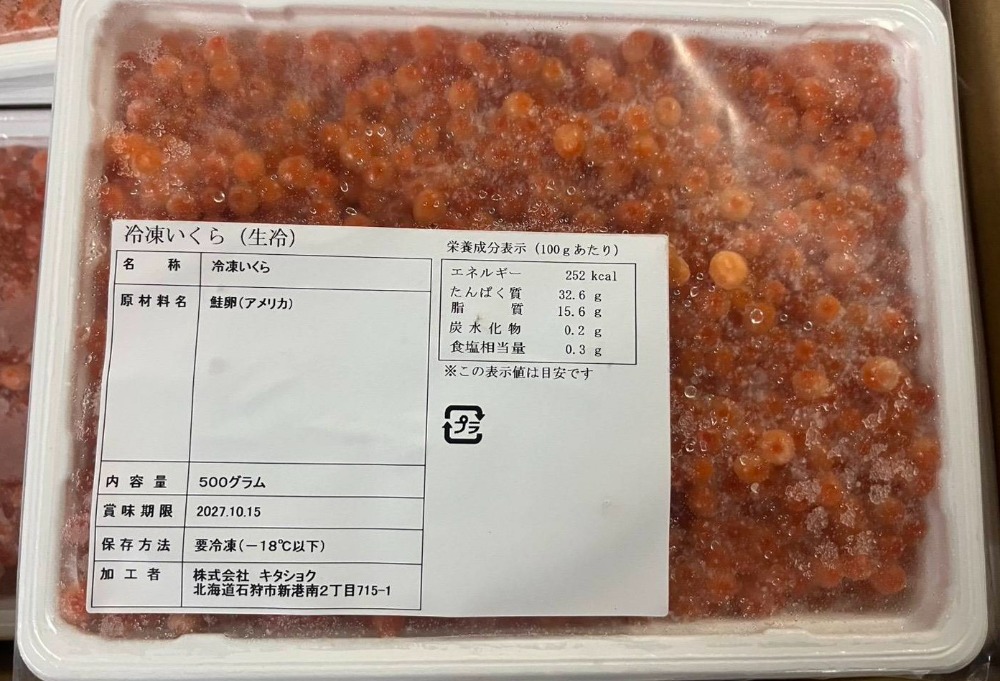 冷凍いくら（生冷）
名　　称　冷凍いくら
原材料名　鮭卵（アメリカ）
内容量　500グラム
賞味期限　2027.10.15
保存方法　要冷凍（－18℃以下）
加工者　株式会社　キタショク
北海道石狩市新港南2丁目715-1
栄養成分表示（100gあたり）
エネルギー　252 kcal
たんぱく質　32.6 g
脂　　質　15.6 g
炭水化物　0.2 g
食塩相当量　0.3 g
※この表示値は目安です
プラ